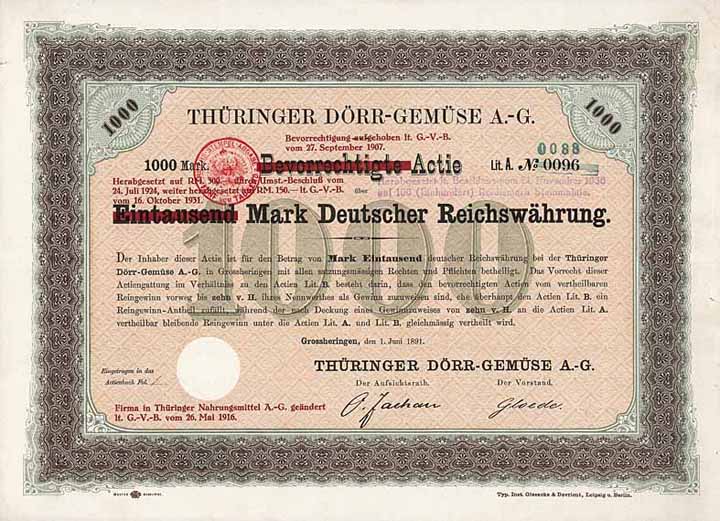 1000
1000
THÜRINGER DÖRR-GEMÜSE A.-G.
Bevorrechtigung aufgehoben lt. G.-V.-B.
vom 27. September 1907.
0088
1000 Mark. Bevorrechtigte Actie Lit. A. № 0096
Herabgesetzt auf RM. 300.— durch Umst.-Beschluß vom
24. Juli 1924, weiter herabgesetzt auf RM. 150.— lt. G.-V.-B.
vom 16. Oktober 1931.
über
auf 100 (Einhundert) Reichsmark
Eintausend Mark Deutscher Reichswährung.
1000
Der Inhaber dieser Actie ist für den Betrag von Mark Eintausend deutscher Reichswährung bei der Thüringer
Dörr-Gemüse A.-G. in Grossheringen mit allen satzungsmässigen Rechten und Pflichten betheiligt. Das Vorrecht dieser
Actiengattung im Verhältniss zu den Actien Lit. B. besteht darin, dass den bevorrechtigten Actien vom vertheilbaren
Reingewinn vorweg bis zehn v. H. ihres Nennwerthes als Gewinn zuzuweisen sind, ehe überhaupt den Actien Lit. B. ein
Reingewinn-Antheil zufällt, während der nach Deckung eines Gewinnzuweises von zehn v. H. an die Actien Lit. A.
vertheilbar bleibende Reingewinn unter die Actien Lit. A. und Lit. B. gleichmässig vertheilt wird.
Grossheringen, den 1. Juni 1891.
THÜRINGER DÖRR-GEMÜSE A.-G.
Eingetragen in das
Actienbuch Fol.
Der Aufsichtsrath.
Der Vorstand.
P. Zachau
Gloede.
Firma in Thüringer Nahrungsmittel A.-G. geändert
lt. G.-V.-B. vom 26. Mai 1916.
Typ. Inst. Giesecke & Devrient, Leipzig u. Berlin.